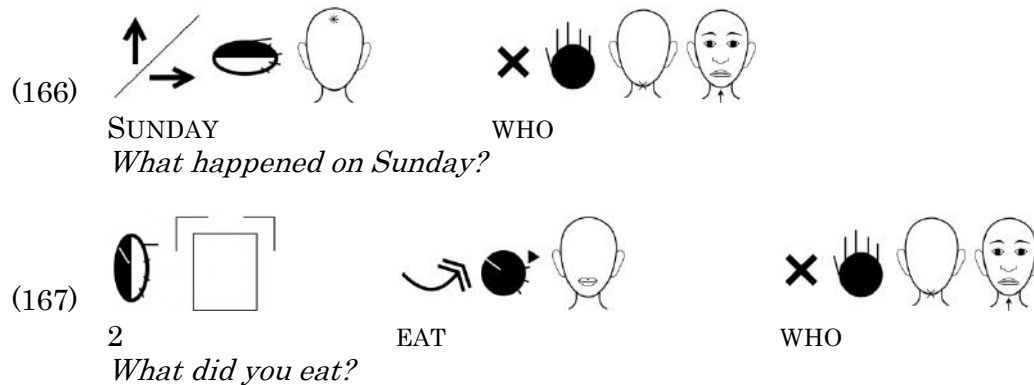 (166)
SUNDAY WHO
What happened on Sunday?
(167)
2 EAT WHO
What did you eat?